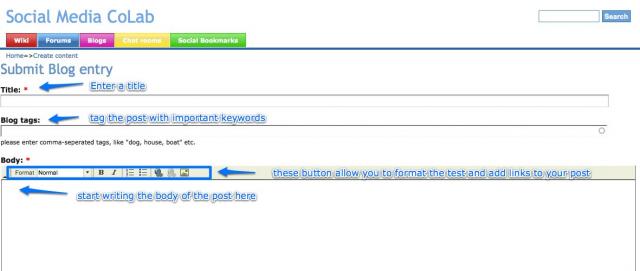 Social Media CoLab
Search
Wiki Forums Blogs Chat rooms Social Bookmarks
Home=>Create content
Submit Blog entry
Title: * Enter a title
Blog tags: tag the post with important keywords
please enter comma-seperated tags, like "dog, house, boat" etc.
Body: *
Format Normal B I these button allow you to format the test and add links to your post
start writing the body of the post here